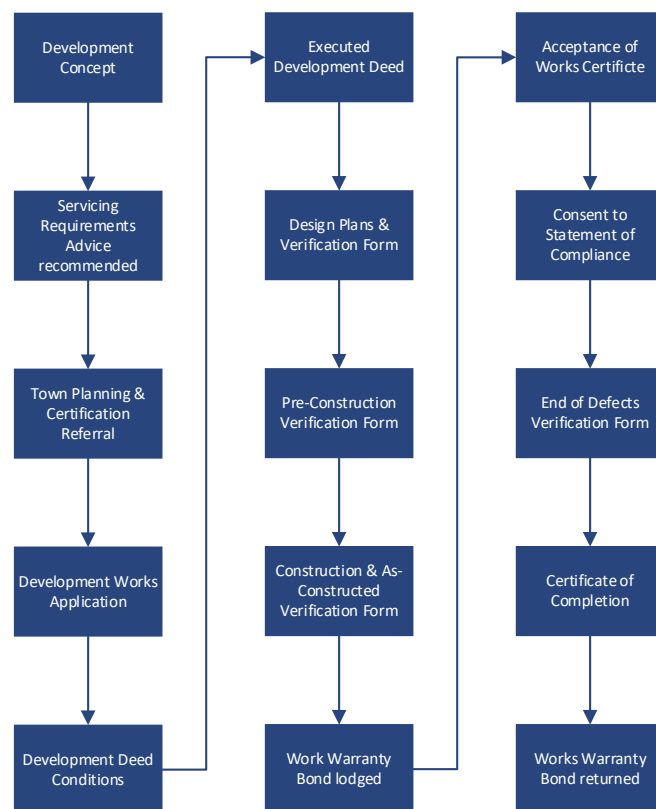 Development
Concept
Servicing
Requirements
Advice
recommended
Town Planning &
Certification
Referral
Development Works
Application
Development Deed
Conditions
Executed
Development Deed
Design Plans &
Verification Form
Pre-Construction
Verification Form
Construction & As-
Constructed
Verification Form
Work Warranty
Bond lodged
Acceptance of
Works Certificte
Consent to
Statement of
Compliance
End of Defects
Verification Form
Certificate of
Completion
Works Warranty
Bond returned